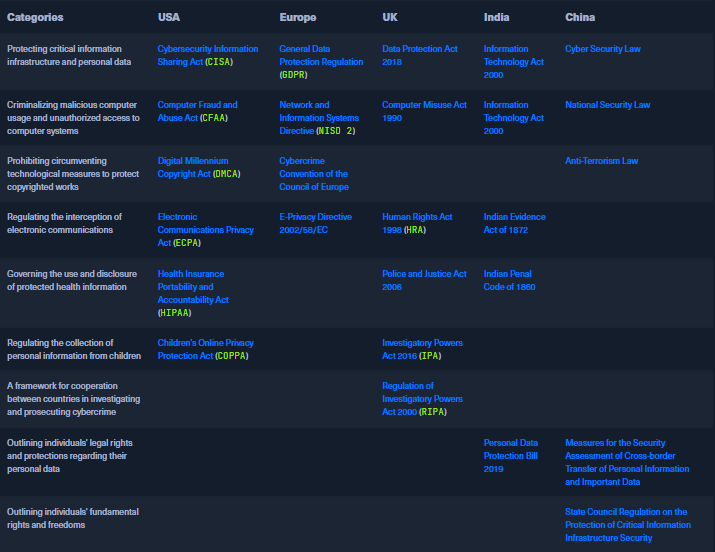 Categories USA Europe UK India China
Protecting critical information
infrastructure and personal data
Cybersecurity Information
Sharing Act (CISA)
General Data
Protection Regulation
(GDPR)
Data Protection Act
2018
Information
Technology Act
2000
Cyber Security Law
Criminalizing malicious computer
usage and unauthorized access to
computer systems
Computer Fraud and
Abuse Act (CFAA)
Network and
Information Systems
Directive (NISD 2)
Computer Misuse Act
1990
Information
Technology Act
2000
National Security Law
Prohibiting circumventing
technological measures to protect
copyrighted works
Digital Millennium
Copyright Act (DMCA)
Cybercrime
Convention of the
Council of Europe
Anti-Terrorism Law
Regulating the interception of
electronic communications
Electronic
Communications Privacy
Act (ECPA)
E-Privacy Directive
2002/58/EC
Human Rights Act
1998 (HRA)
Indian Evidence
Act of 1872
Governing the use and disclosure
of protected health information
Health Insurance
Portability and
Accountability Act
(HIPAA)
Police and Justice Act
2006
Indian Penal
Code of 1860
Regulating the collection of
personal information from children
Children's Online Privacy
Protection Act (COPPA)
Investigatory Powers
Act 2016 (IPA)
A framework for cooperation
between countries in investigating
and prosecuting cybercrime
Regulation of
Investigatory Powers
Act 2000 (RIPA)
Outlining individuals' legal rights
and protections regarding their
personal data
Personal Data
Protection Bill
2019
Measures for the Security
Assessment of Cross-border
Transfer of Personal Information
and Important Data
Outlining individuals' fundamental
rights and freedoms
State Council Regulation on the
Protection of Critical Information
Infrastructure Security